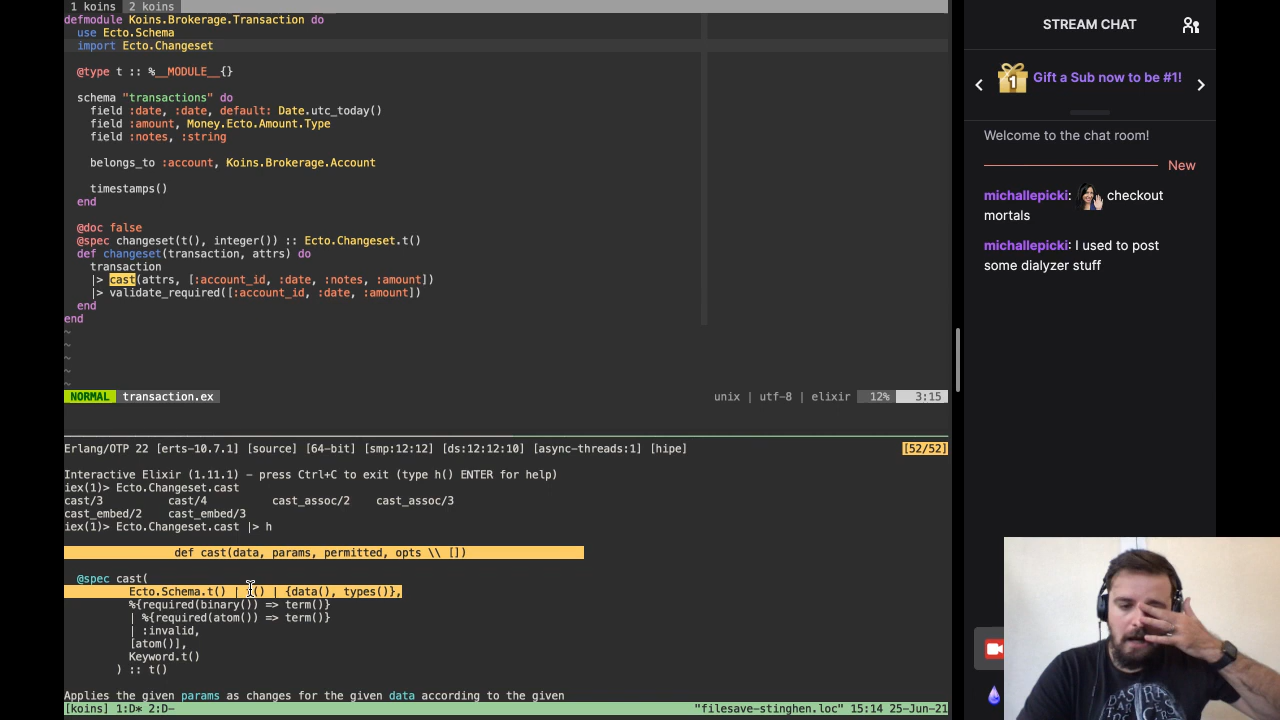 1 koins  2 koins
defmodule Koins.Brokerage.Transaction do
  use Ecto.Schema
  import Ecto.Changeset
  @type t :: %__MODULE__{}
  schema "transactions" do
    field :date, :date, default: Date.utc_today()
    field :amount, Money.Ecto.Amount.Type
    field :notes, :string
    belongs_to :account, Koins.Brokerage.Account
    timestamps()
  end
  @doc false
  @spec changeset(t(), integer()) :: Ecto.Changeset.t()
  def changeset(transaction, attrs) do
    transaction
    |> cast(attrs, [:account_id, :date, :notes, :amount])
    |> validate_required([:account_id, :date, :amount])
  end
end
~
~
~
~
~
NORMAL transaction.ex unix | utf-8 | elixir 12% 3:15
Erlang/OTP 22 [erts-10.7.1] [source] [64-bit] [smp:12:12] [ds:12:12:10] [async-threads:1] [hipe] [52/52]
Interactive Elixir (1.11.1) – press Ctrl+C to exit (type h() ENTER for help)
iex(1)> Ecto.Changeset.cast
cast/3 cast/4 cast_assoc/2 cast_assoc/3
cast_embed/2 cast_embed/3
iex(1)> Ecto.Changeset.cast |> h
def cast(data, params, permitted, opts \\ [])
  @spec cast(
          Ecto.Schema.t() | t() | {data(), types()},
          %{required(binary()) => term()}
          | %{required(atom()) => term()}
          | :invalid,
          [atom()],
          Keyword.t()
        ) :: t()
Applies the given params as changes for the given data according to the given
[koins] 1:D* 2:D- "filesave-stinghen.loc" 15:14 25-Jun-21
STREAM CHAT
1 Gift a Sub now to be #1!
Welcome to the chat room!
New
michallepicki: checkout
mortals
michallepicki: I used to post
some dialyzer stuff